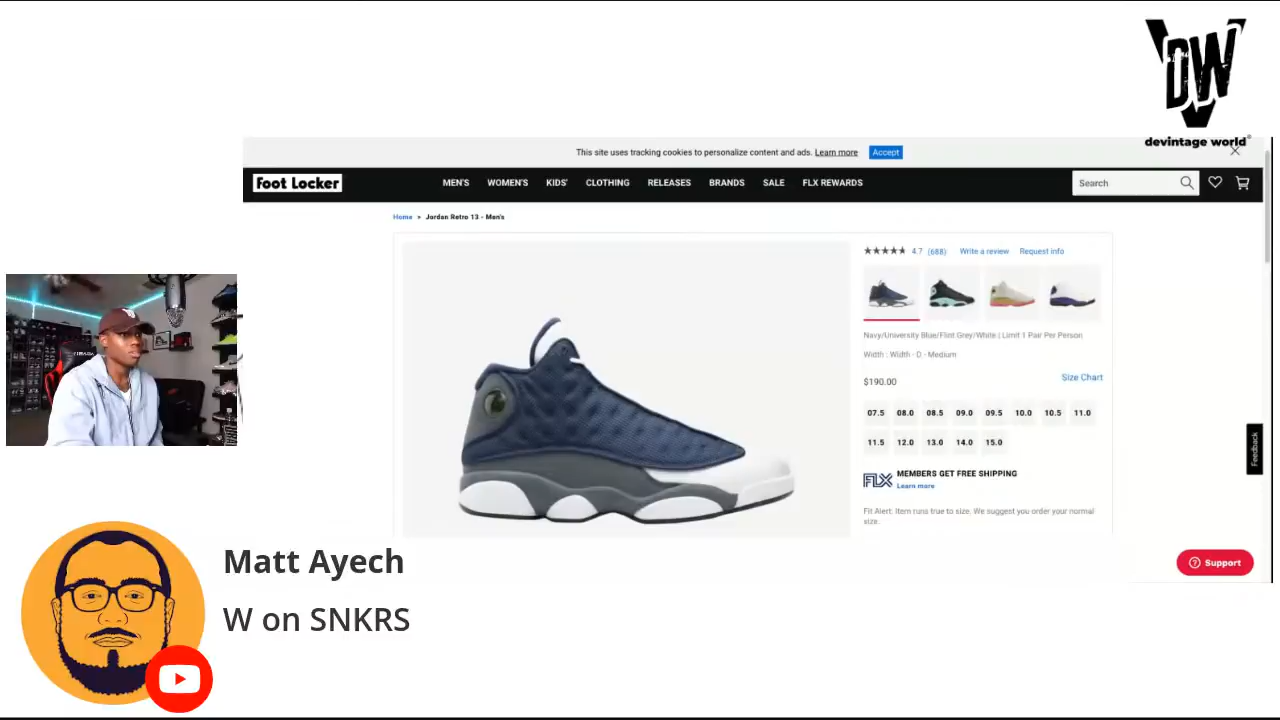 DW
devintage world®
This site uses tracking cookies to personalize content and ads. Learn more
Accept
Foot Locker
MEN'S
WOMEN'S
KIDS'
CLOTHING
RELEASES
BRANDS
SALE
FLX REWARDS
Search
Home > Jordan Retro 13 - Men's
4.7 (688) Write a review Request info
Navy/University Blue/Flint Grey/White | Limit 1 Pair Per Person
Width : Width - D - Medium
$190.00
Size Chart
07.5 08.0 08.5 09.0 09.5 10.0 10.5 11.0
11.5 12.0 13.0 14.0 15.0
FLX
MEMBERS GET FREE SHIPPING
Learn more
Fit Alert: Item runs true to size. We suggest you order your normal
size.
Feedback
Support
Matt Ayech
W on SNKRS